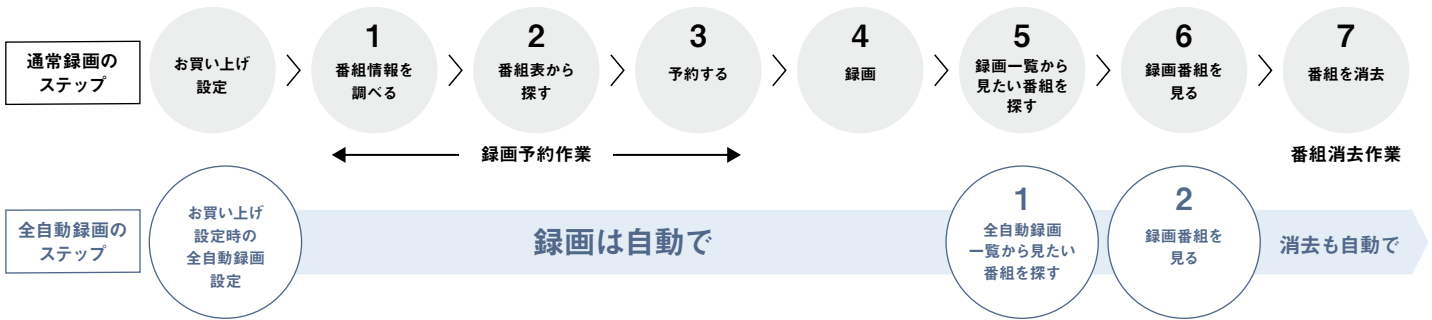 通常録画の
ステップ
お買い上げ
設定
1
番組情報を
調べる
2
番組表から
探す
3
予約する
4
録画
5
録画一覧から
見たい番組を
探す
6
録画番組を
見る
7
番組を消去
録画予約作業
番組消去作業
全自動録画の
ステップ
お買い上げ
設定時の
全自動録画
設定
録画は自動で
1
全自動録画
一覧から見たい
番組を探す
2
録画番組を
見る
消去も自動で